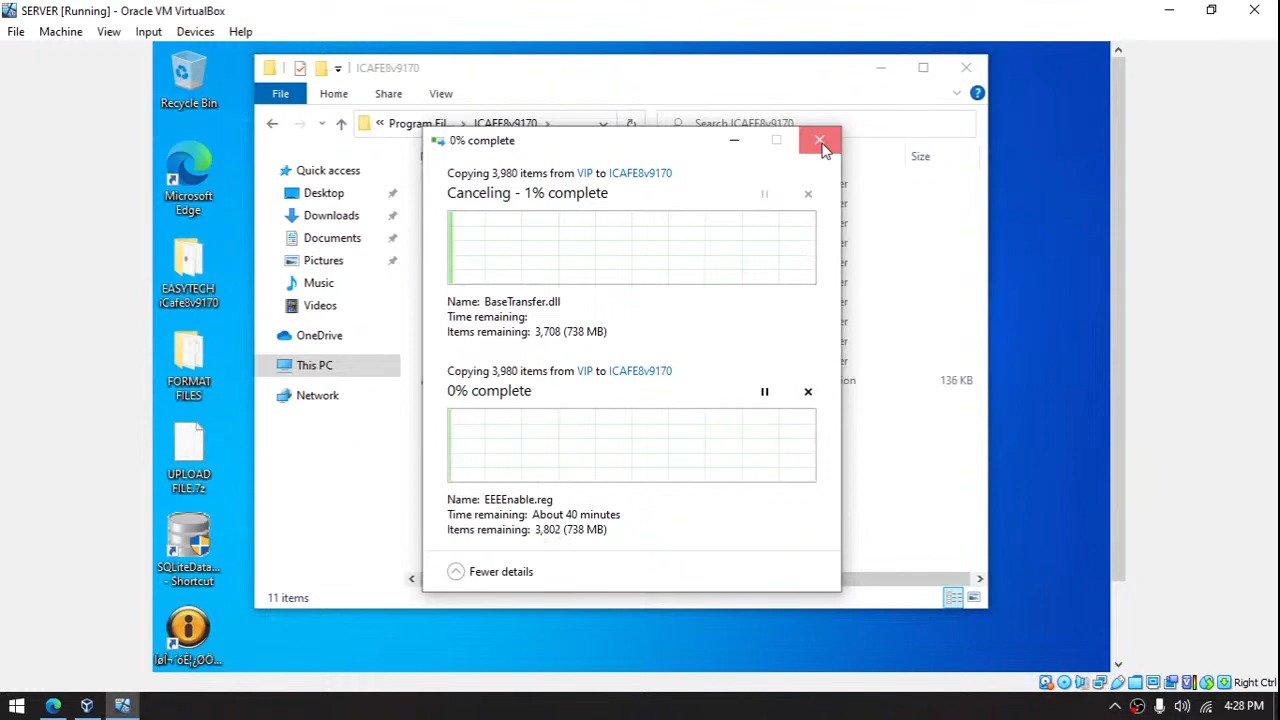 SERVER [Running] - Oracle VM VirtualBox
File Machine View Input Devices Help
Recycle Bin
Microsoft
Edge
EASYTECH
iCafe8v9170
FORMAT
FILES
UPLOAD
FILE.7z
SQLiteData...
- Shortcut
ICAFE8v9170
File Home Share View
Program Fil... ICAFE8v9170
Search ICAFE8v9170
Size
Quick access
Desktop
Downloads
Documents
Pictures
Music
Videos
OneDrive
This PC
Network
136 KB
11 items
0% complete
Copying 3,980 items from VIP to ICAFE8v9170
Canceling - 1% complete
Name: BaseTransfer.dll
Time remaining:
Items remaining: 3,708 (738 MB)
Copying 3,980 items from VIP to ICAFE8v9170
0% complete
Name: EEEEnable.reg
Time remaining: About 40 minutes
Items remaining: 3,802 (738 MB)
Fewer details
Right Ctrl
4:28 PM